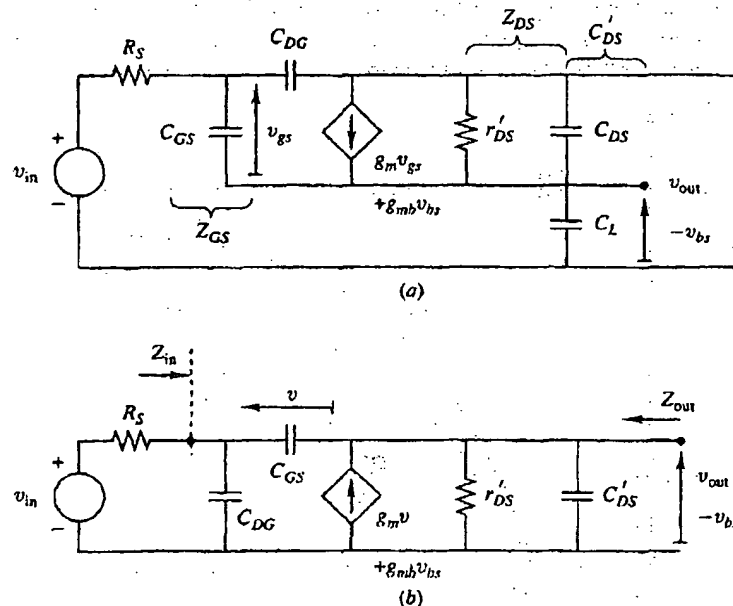 Z_DS
C'_DS
C_DG
R_S
+
v_in
−
C_GS
v_gs
g_m v_gs
+g_mb v_bs
r'_DS
C_DS
v_out
Z_GS
C_L
−v_bs
(a)
Z_in
v
Z_out
R_S
+
v_in
−
C_GS
C_DG
g_m v
+g_mb v_bs
r'_DS
C'_DS
v_out
−v_b
(b)